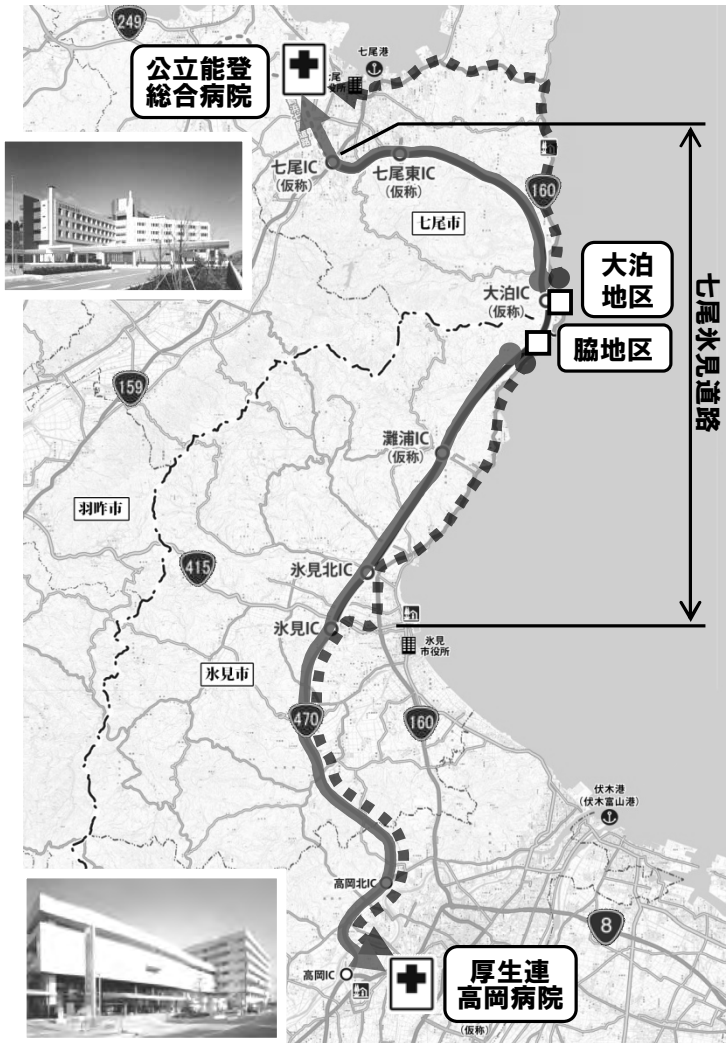 249
公立能登
総合病院
七尾港
七尾IC
(仮称)
七尾東IC
(仮称)
160
七尾市
大泊IC
(仮称)
大泊
地区
脇地区
七尾氷見道路
159
灘浦IC
(仮称)
羽咋市
415
氷見北IC
氷見IC
氷見
市役所
氷見市
470
160
伏木港
(伏木富山港)
高岡北IC
8
高岡IC
厚生連
高岡病院
(仮称)